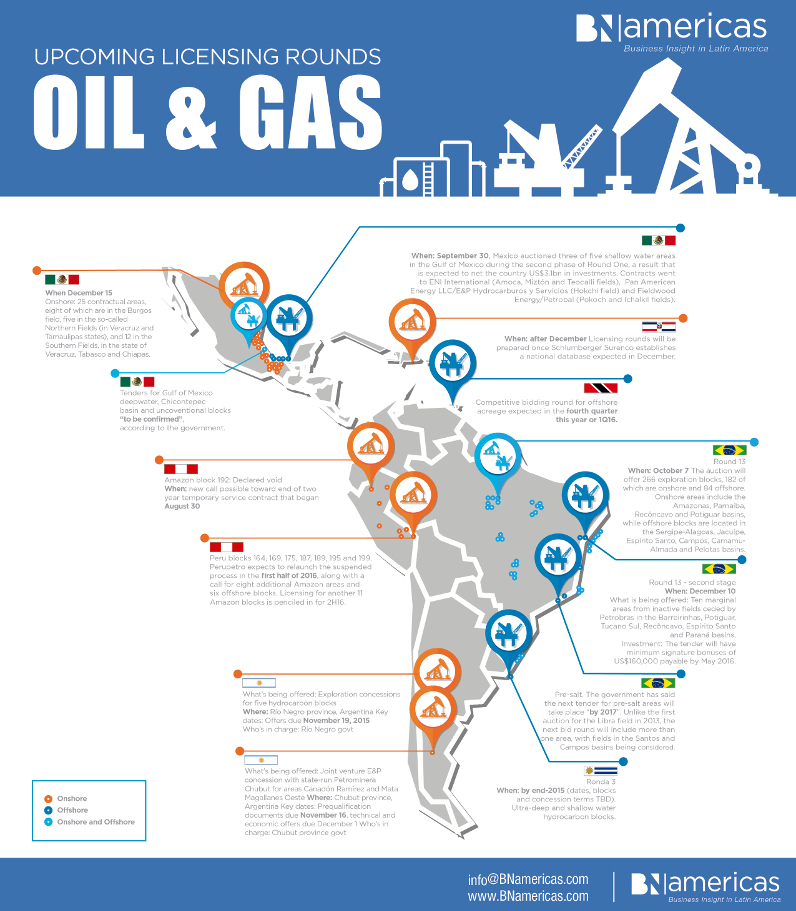 BNamericas
Business Insight in Latin America
UPCOMING LICENSING ROUNDS
OIL & GAS
When: September 30, Mexico auctioned three of five shallow water areas
in the Gulf of Mexico during the second phase of Round One, a result that
is expected to net the country US$3.1bn in investments. Contracts went
to ENI International (Amoca, Miztón and Teocalli fields), Pan American
Energy LLC/E&P Hydrocarburos y Servicios (Hokchi field) and Fieldwood
Energy/Petrobal (Pokoch and Ichalkil fields).
When December 15
Onshore: 25 contractual areas,
eight of which are in the Burgos
field, five in the so-called
Northern Fields (in Veracruz and
Tamaulipas states), and 12 in the
Southern Fields, in the state of
Veracruz, Tabasco and Chiapas.
When: after December Licensing rounds will be
prepared once Schlumberger Surenco establishes
a national database expected in December.
Tenders for Gulf of Mexico
deepwater, Chicontepec
basin and uncoventional blocks
"to be confirmed",
according to the government.
Competitive bidding round for offshore
acreage expected in the fourth quarter
this year or 1Q16.
Round 13
When: October 7 The auction will
offer 266 exploration blocks, 182 of
which are onshore and 84 offshore.
Onshore areas include the
Amazonas, Parnaíba,
Recôncavo and Potiguar basins,
while offshore blocks are located in
the Sergipe-Alagoas, Jacuípe,
Espírito Santo, Campos, Camamu-
Almada and Pelotas basins.
Amazon block 192: Declared void
When: new call possible toward end of two
year temporary service contract that began
August 30
Peru blocks 164, 169, 175, 187, 189, 195 and 199.
Perupetro expects to relaunch the suspended
process in the first half of 2016, along with a
call for eight additional Amazon areas and
six offshore blocks. Licensing for another 11
Amazon blocks is penciled in for 2H16.
Round 13 - second stage
When: December 10
What is being offered: Ten marginal
areas from inactive fields ceded by
Petrobras in the Barreirinhas, Potiguar,
Tucano Sul, Recôncavo, Espírito Santo
and Paraná basins.
Investment: The tender will have
minimum signature bonuses of
US$160,000 payable by May 2016.
What's being offered: Exploration concessions
for five hydrocarbon blocks
Where: Río Negro province, Argentina Key
dates: Offers due November 19, 2015
Who's in charge: Río Negro govt
Pre-salt. The government has said
the next tender for pre-salt areas will
take place "by 2017". Unlike the first
auction for the Libra field in 2013, the
next bid round will include more than
one area, with fields in the Santos and
Campos basins being considered.
What's being offered: Joint venture E&P
concession with state-run Petrominera
Chubut for areas Cañadón Ramírez and Mata
Magallanes Oeste Where: Chubut province,
Argentina Key dates: Prequalification
documents due November 16, technical and
economic offers due December 1 Who's in
charge: Chubut province govt
Ronda 3
When: by end-2015 (dates, blocks
and concession terms TBD).
Ultra-deep and shallow water
hydrocarbon blocks.
Onshore
Offshore
Onshore and Offshore
info@BNamericas.com
www.BNamericas.com
BNamericas
Business Insight in Latin America